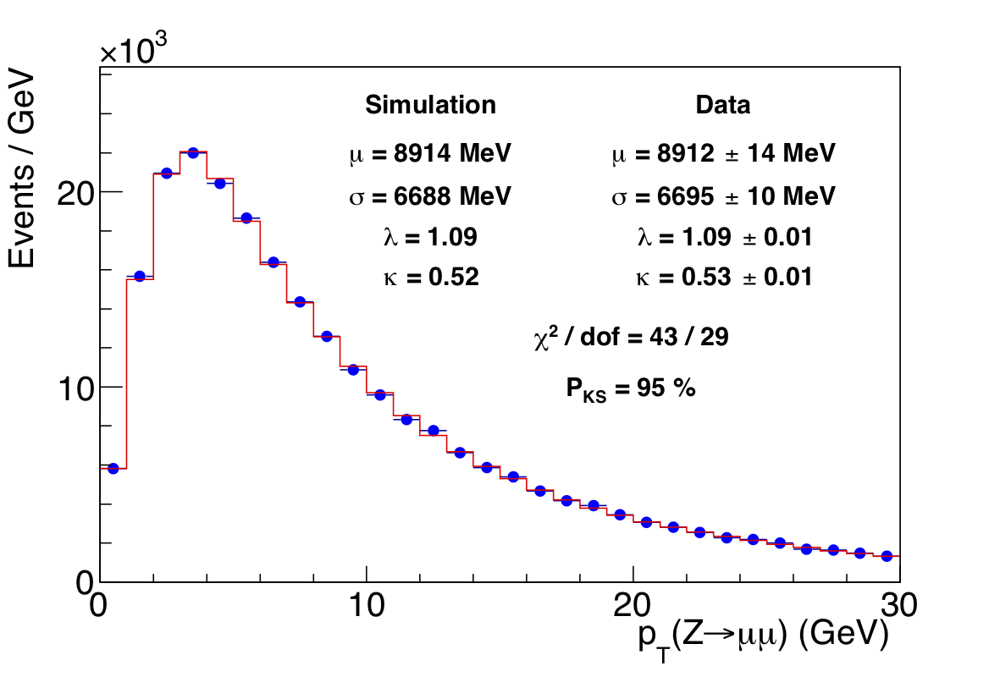 ×10³
Events / GeV
Simulation Data
μ = 8914 MeV μ = 8912 ± 14 MeV
σ = 6688 MeV σ = 6695 ± 10 MeV
λ = 1.09 λ = 1.09 ± 0.01
κ = 0.52 κ = 0.53 ± 0.01
χ² / dof = 43 / 29
P_KS = 95 %
20
10
0
0 10 20 30
p_T(Z→μμ) (GeV)